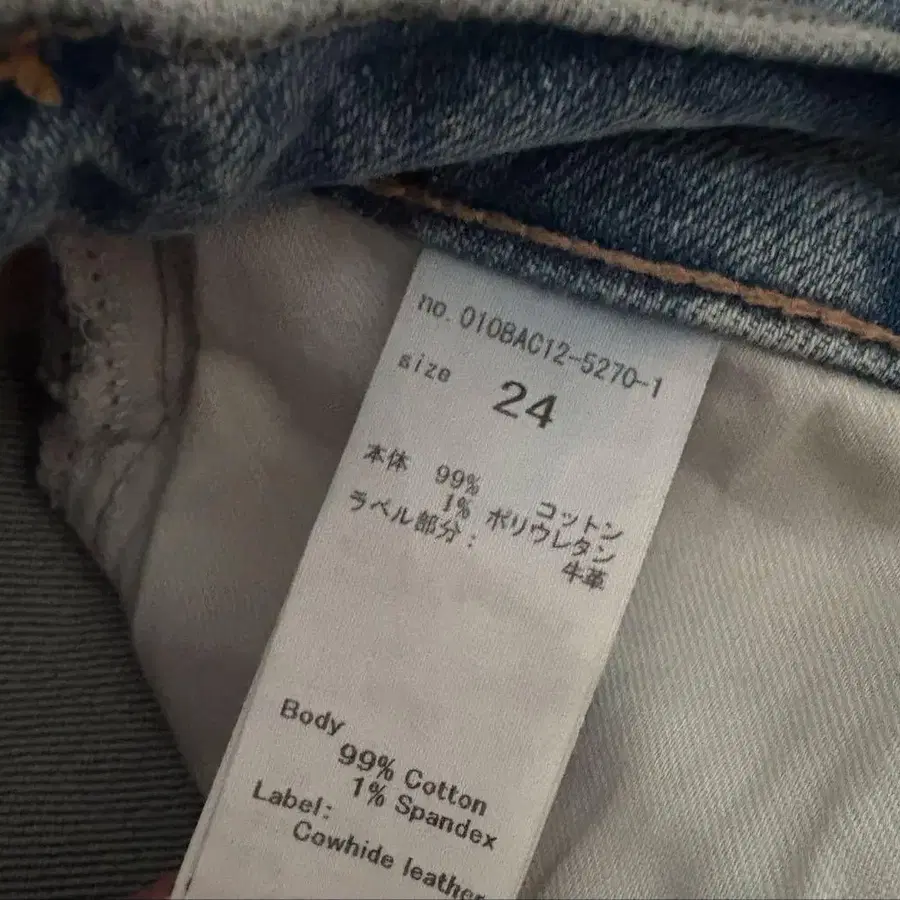 no. 010BAC12-5270-1
size 24
本体 99% コットン
1% ポリウレタン
ラベル部分: 牛革
Body
99% Cotton
1% Spandex
Label:
Cowhide leather